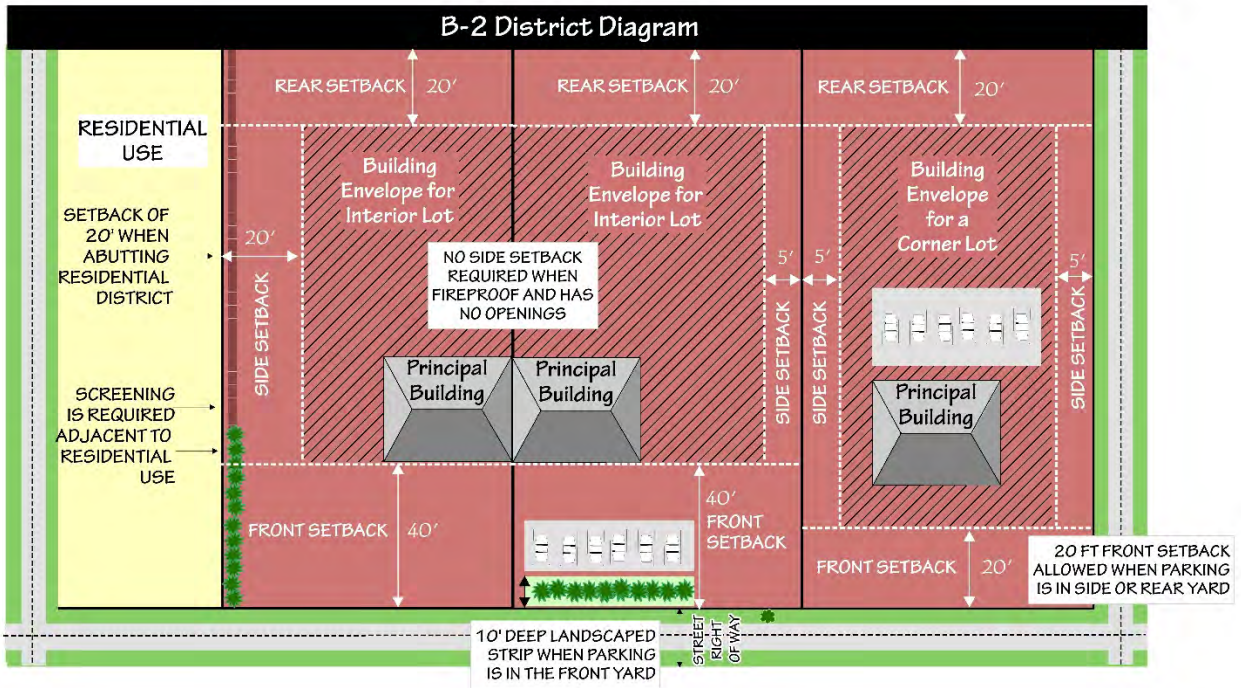 B-2 District Diagram
REAR SETBACK 20'
REAR SETBACK 20'
REAR SETBACK 20'
RESIDENTIAL
USE
Building
Envelope for
Interior Lot
Building
Envelope for
Interior Lot
Building
Envelope
for a
Corner Lot
SETBACK OF
20' WHEN
ABUTTING
RESIDENTIAL
DISTRICT
20'
SIDE SETBACK
NO SIDE SETBACK
REQUIRED WHEN
FIREPROOF AND HAS
NO OPENINGS
5'
SIDE SETBACK
5'
SIDE SETBACK
5'
SIDE SETBACK
Principal
Building
Principal
Building
Principal
Building
SCREENING
IS REQUIRED
ADJACENT TO
RESIDENTIAL
USE
FRONT SETBACK 40'
40'
FRONT
SETBACK
FRONT SETBACK 20'
20 FT FRONT SETBACK
ALLOWED WHEN PARKING
IS IN SIDE OR REAR YARD
10' DEEP LANDSCAPED
STRIP WHEN PARKING
IS IN THE FRONT YARD
STREET
RIGHT
OF WAY